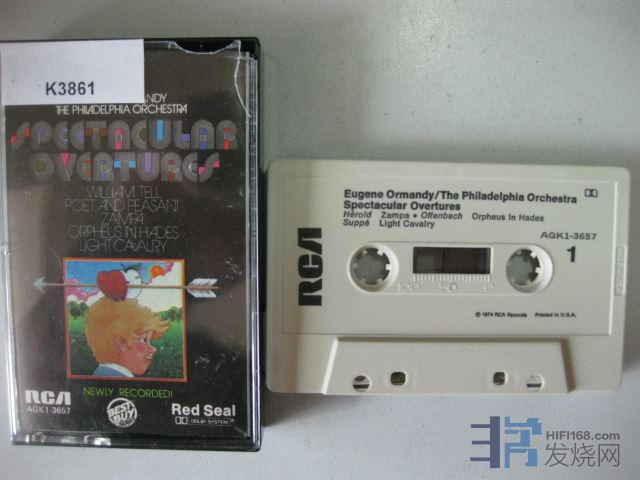 K3861
NDY
THE PHILADELPHIA ORCHESTRA
SPECTACULAR
OVERTURES
WILLIAM TELL
POET AND PEASANT
ZAMPA
ORPHEUS IN HADES
LIGHT CAVALRY
NEWLY RECORDED!
RCA
AGK1-3657
BEST
BUY
Red Seal
DOLBY SYSTEM
Eugene Ormandy/The Philadelphia Orchestra
Spectacular Overtures
Hérold Zampa • Offenbach Orpheus In Hades
Suppé Light Cavalry
AGK1-3657
1
RCA
100 50 0
℗ 1974 RCA Records Printed in U.S.A.
HIFI168.com
发烧网